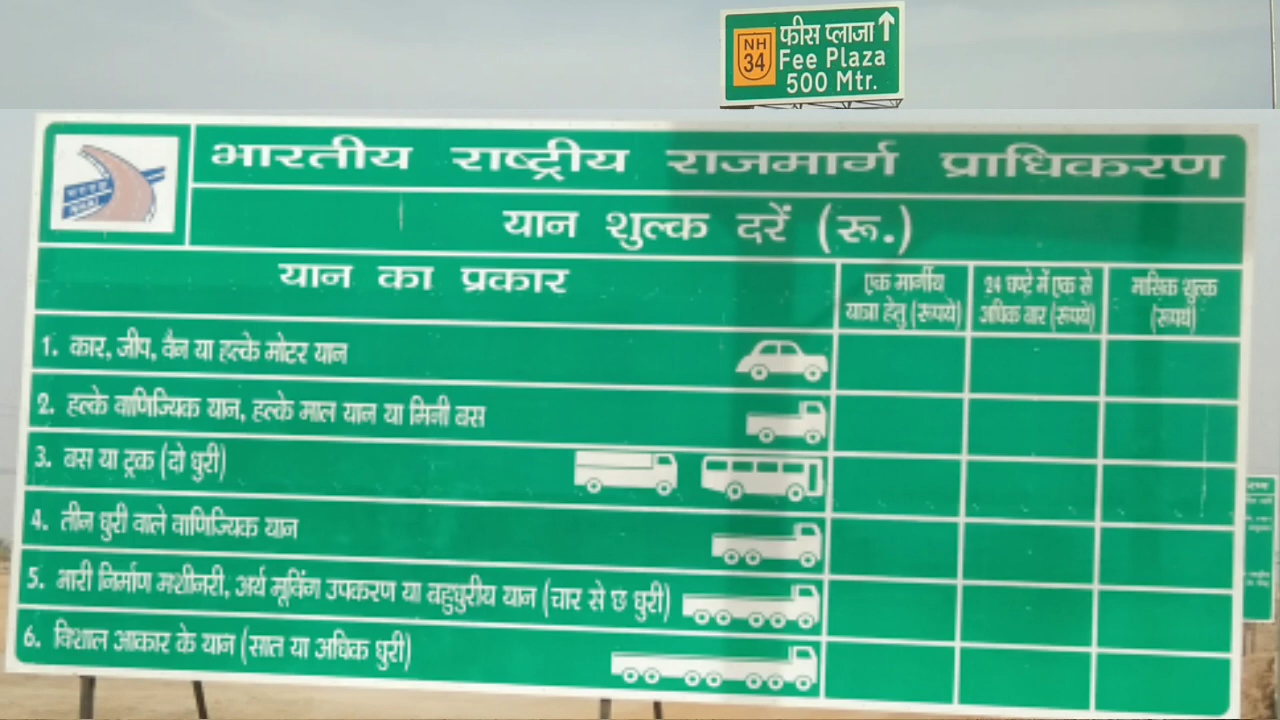 NH 34
फीस प्लाजा
Fee Plaza
500 Mtr.
NHAI
भारतीय राष्ट्रीय राजमार्ग प्राधिकरण
यान शुल्क दरें (रू.)
यान का प्रकार
एक मार्गीय यात्रा हेतु (रूपये)
24 घण्टे में एक से अधिक बार (रूपये)
मासिक शुल्क (रूपये)
1. कार, जीप, वैन या हल्के मोटर यान
2. हल्के वाणिज्यिक यान, हल्के माल यान या मिनी बस
3. बस या ट्रक (दो धुरी)
4. तीन धुरी वाले वाणिज्यिक यान
5. भारी निर्माण मशीनरी, अर्थ मूविंग उपकरण या बहुधुरीय यान (चार से छ धुरी)
6. विशाल आकार के यान (सात या अधिक धुरी)